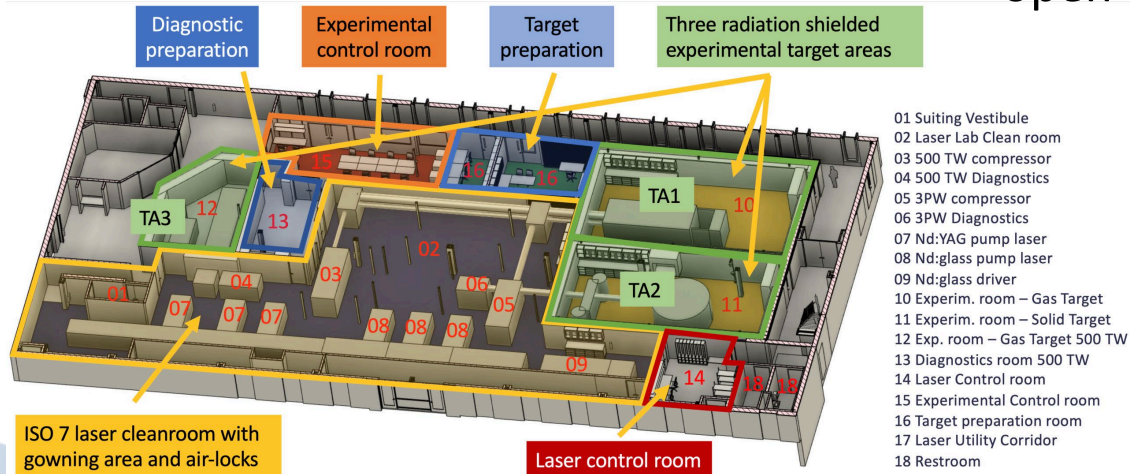 open
Diagnostic
preparation
Experimental
control room
Target
preparation
Three radiation shielded
experimental target areas
01 Suiting Vestibule
02 Laser Lab Clean room
03 500 TW compressor
04 500 TW Diagnostics
05 3PW compressor
06 3PW Diagnostics
07 Nd:YAG pump laser
08 Nd:glass pump laser
09 Nd:glass driver
10 Experim. room – Gas Target
11 Experim. room – Solid Target
12 Exp. room – Gas Target 500 TW
13 Diagnostics room 500 TW
14 Laser Control room
15 Experimental Control room
16 Target preparation room
17 Laser Utility Corridor
18 Restroom
15
16
16
TA3
12
13
TA1
10
02
03
04
01
06
05
TA2
11
07
07
07
08
08
08
09
14
18
18
ISO 7 laser cleanroom with
gowning area and air-locks
Laser control room